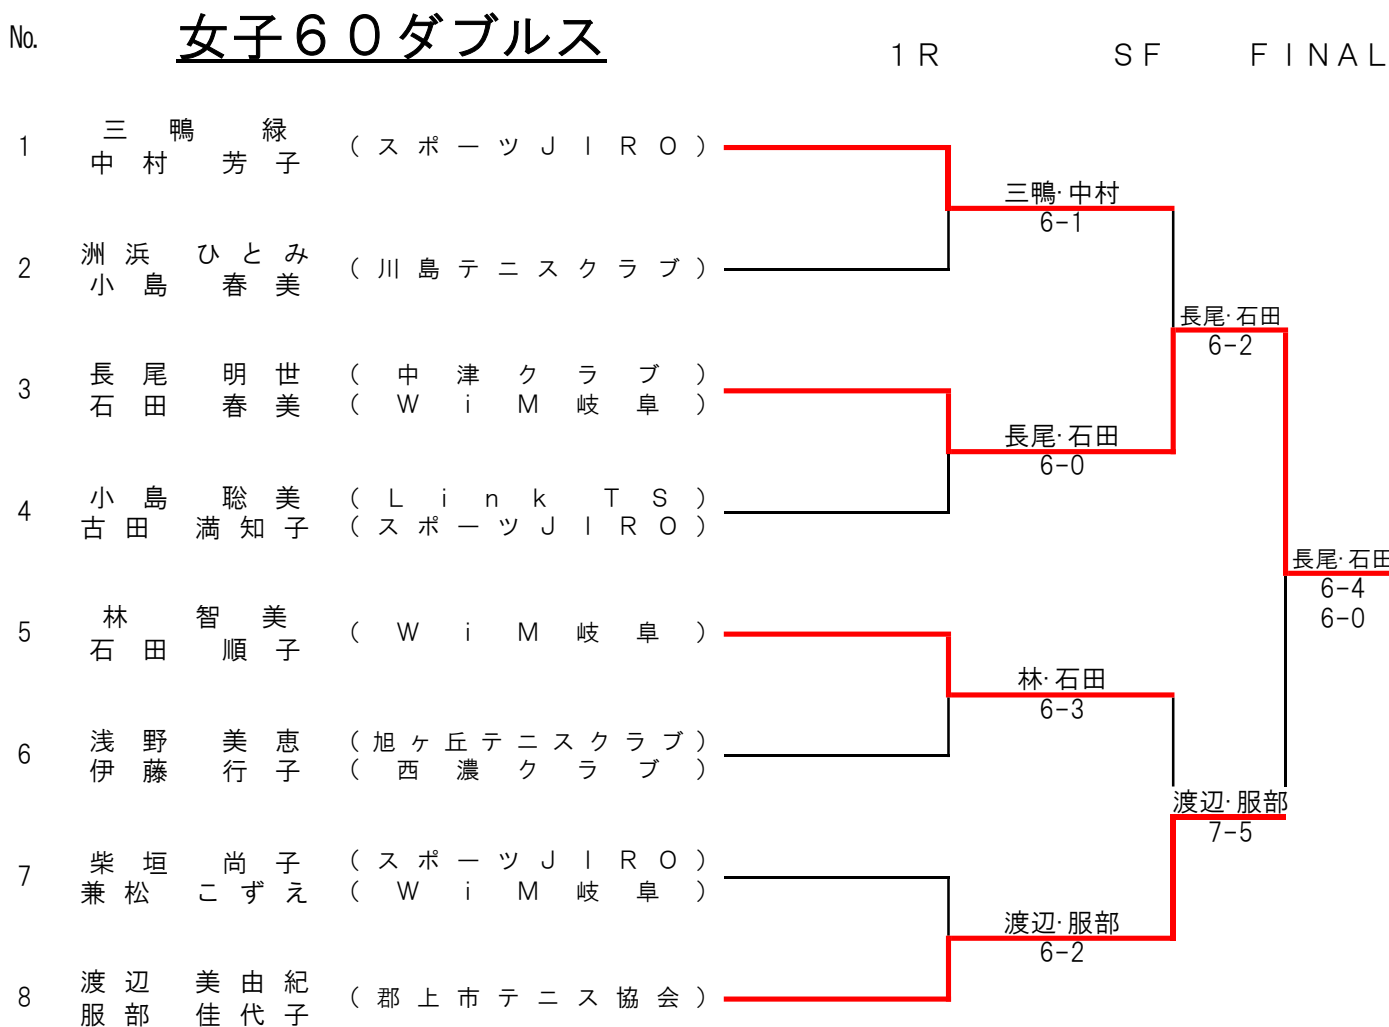 No. 女子６０ダブルス １Ｒ ＳＦ ＦＩＮＡＬ
1 三鴨 緑 (スポーツＪＩＲＯ)
中村 芳子
三鴨･中村
6-1
2 洲浜 ひとみ (川島テニスクラブ)
小島 春美
長尾･石田
6-2
3 長尾 明世 (中津クラブ)
石田 春美 (ＷｉＭ岐阜)
長尾･石田
6-0
4 小島 聡美 (Ｌｉｎｋ ＴＳ)
古田 満知子 (スポーツＪＩＲＯ)
長尾･石田
6-4
6-0
5 林 智美 (ＷｉＭ岐阜)
石田 順子
林･石田
6-3
6 浅野 美恵 (旭ヶ丘テニスクラブ)
伊藤 行子 (西濃クラブ)
渡辺･服部
7-5
7 柴垣 尚子 (スポーツＪＩＲＯ)
兼松 こずえ (ＷｉＭ岐阜)
渡辺･服部
6-2
8 渡辺 美由紀 (郡上市テニス協会)
服部 佳代子